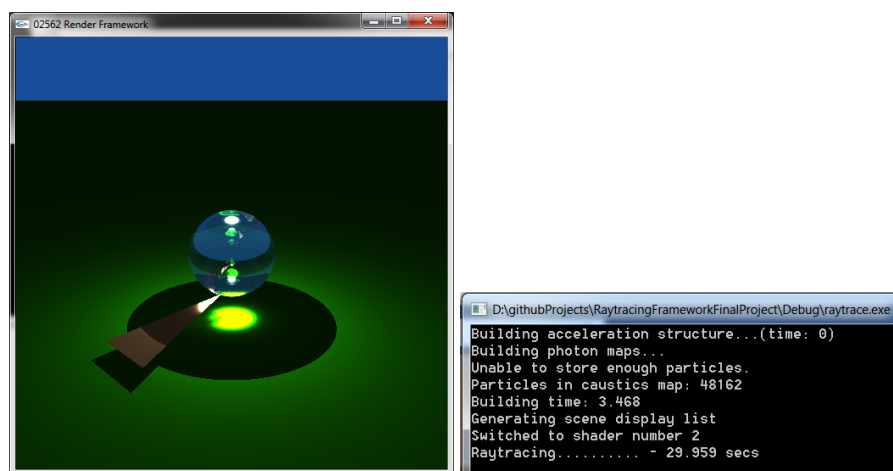 02562 Render Framework
D:\githubProjects\RaytracingFrameworkFinalProject\Debug\raytrace.exe
Building acceleration structure...(time: 0)
Building photon maps...
Unable to store enough particles.
Particles in caustics map: 48162
Building time: 3.468
Generating scene display list
Switched to shader number 2
Raytracing.......... - 29.959 secs